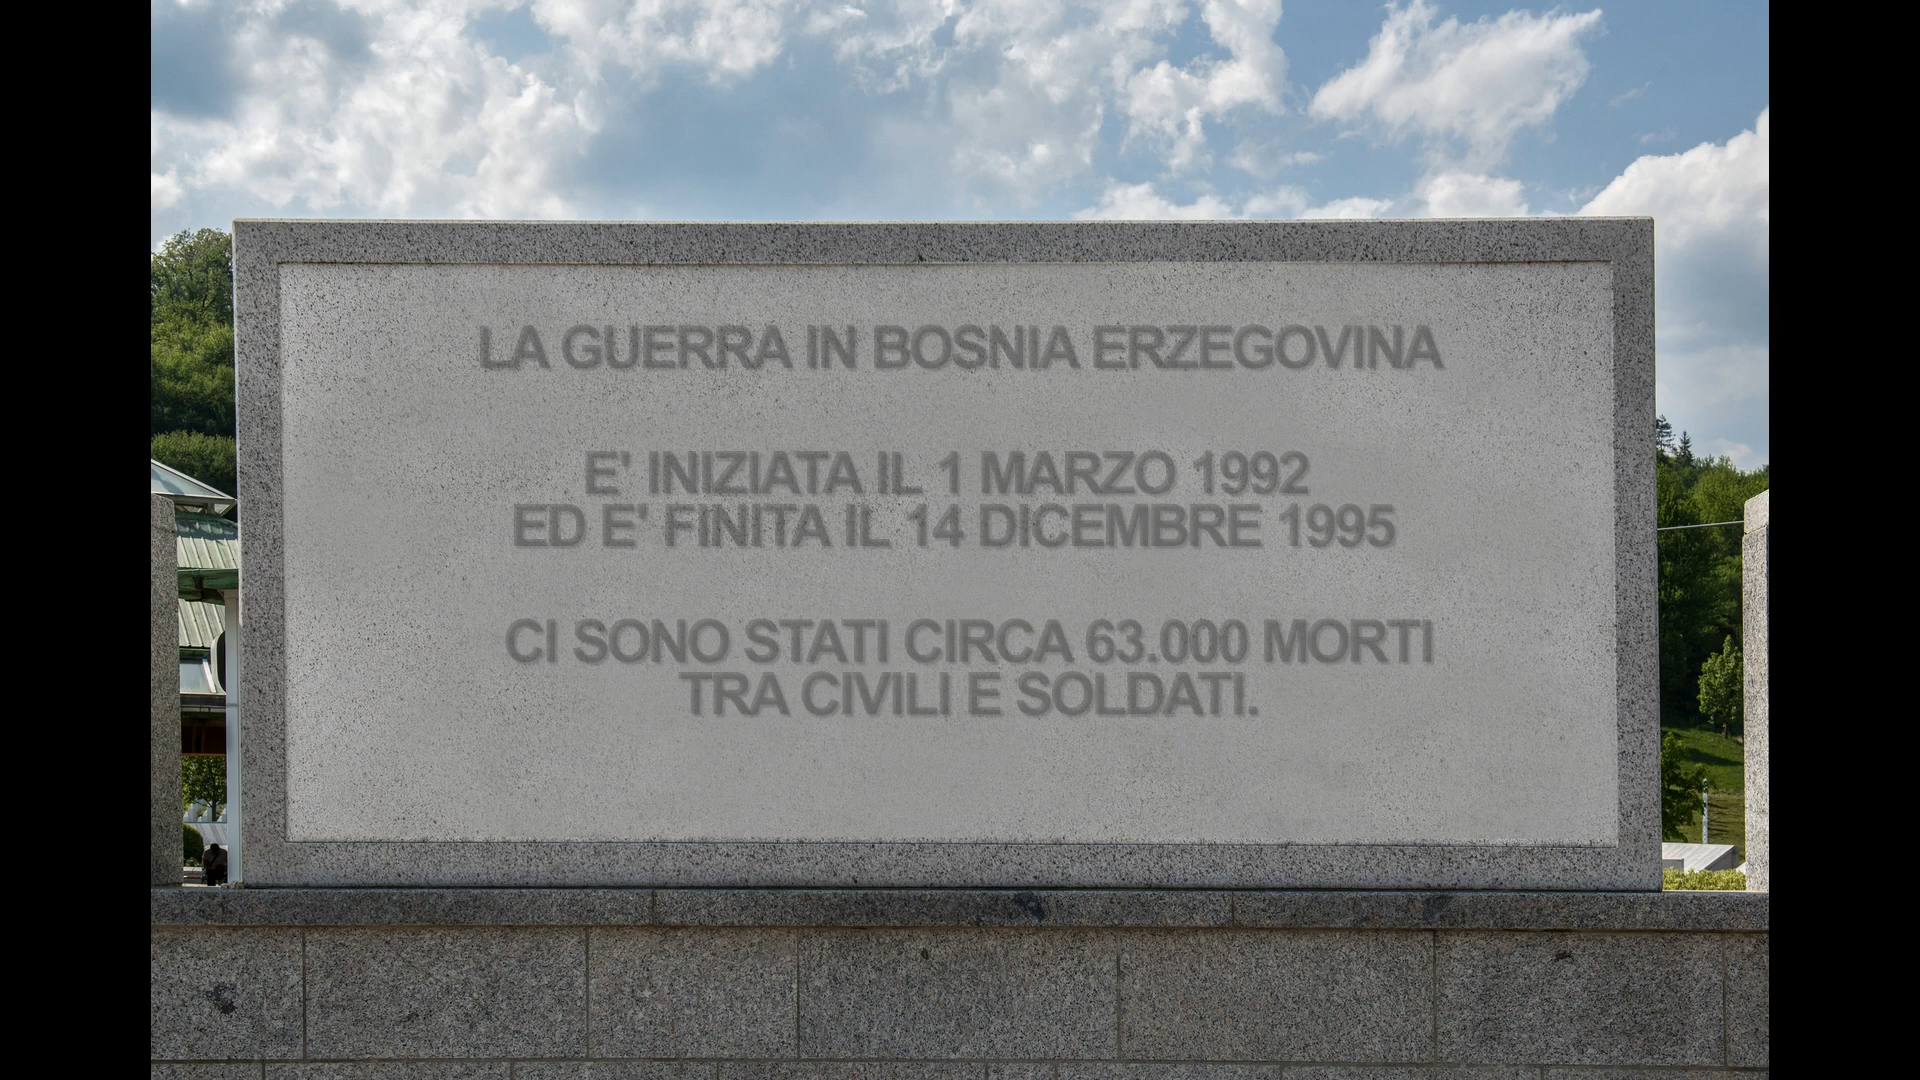 LA GUERRA IN BOSNIA ERZEGOVINA
E' INIZIATA IL 1 MARZO 1992
ED E' FINITA IL 14 DICEMBRE 1995
CI SONO STATI CIRCA 63.000 MORTI
TRA CIVILI E SOLDATI.